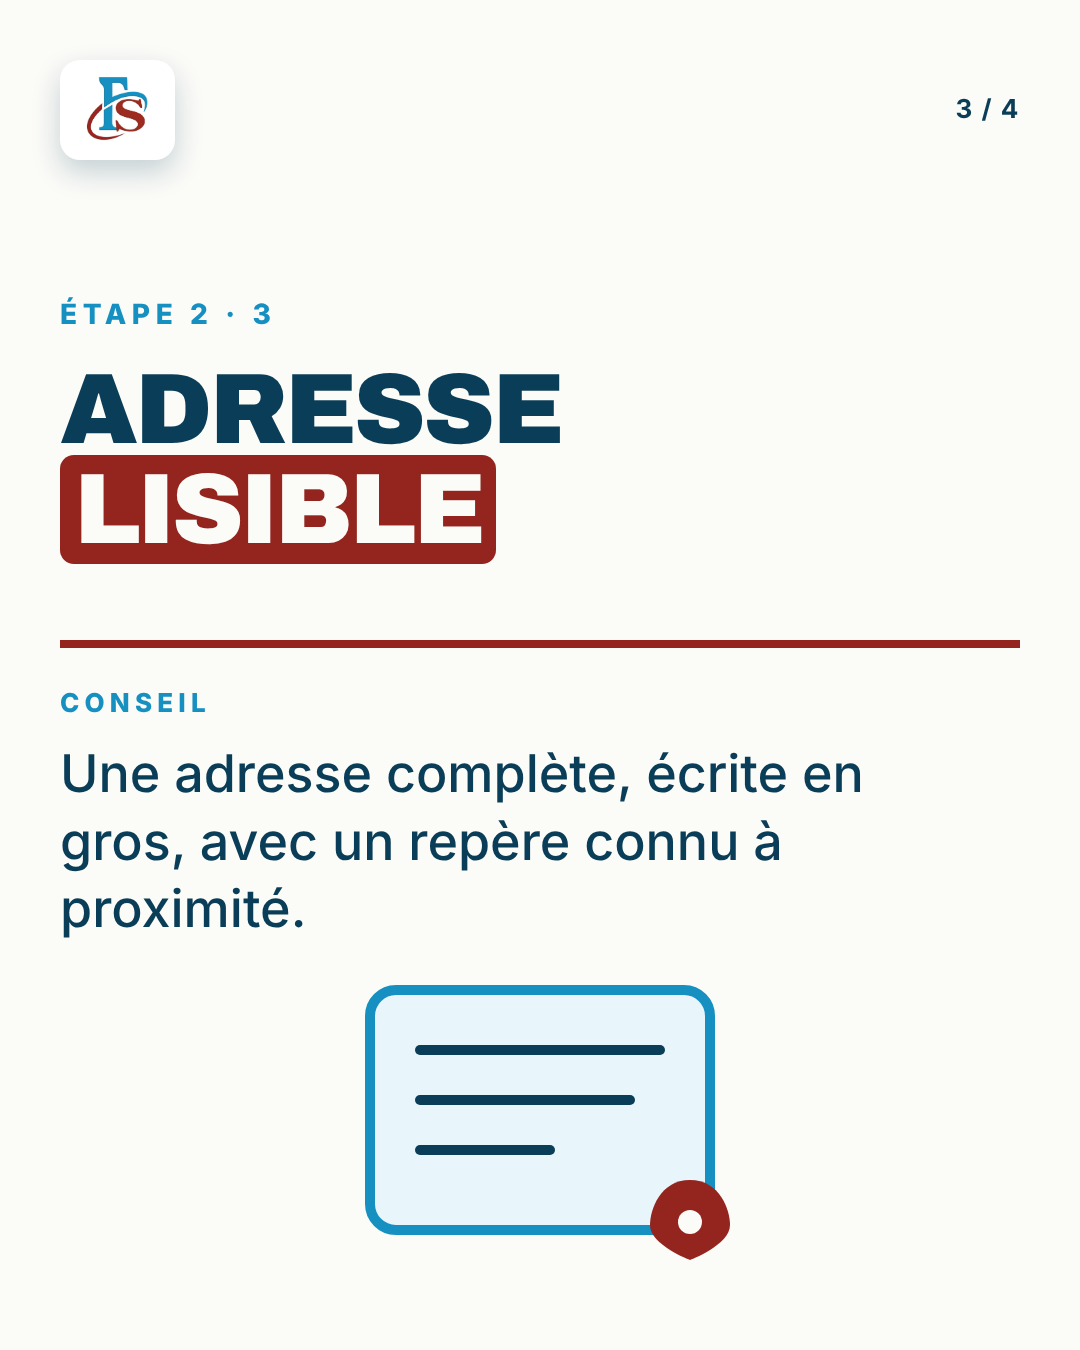 FS
3 / 4
ÉTAPE 2 · 3
ADRESSE
LISIBLE
CONSEIL
Une adresse complète, écrite en
gros, avec un repère connu à
proximité.